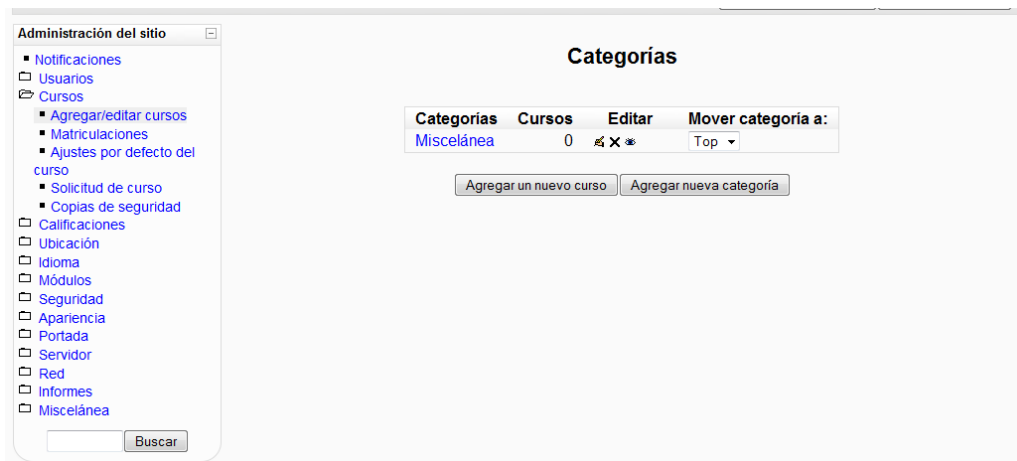 Administración del sitio
Notificaciones
Usuarios
Cursos
Agregar/editar cursos
Matriculaciones
Ajustes por defecto del
curso
Solicitud de curso
Copias de seguridad
Calificaciones
Ubicación
Idioma
Módulos
Seguridad
Apariencia
Portada
Servidor
Red
Informes
Miscelánea
Buscar
Categorías
Categorías Cursos Editar Mover categoría a:
Miscelánea 0 Top
Agregar un nuevo curso Agregar nueva categoría